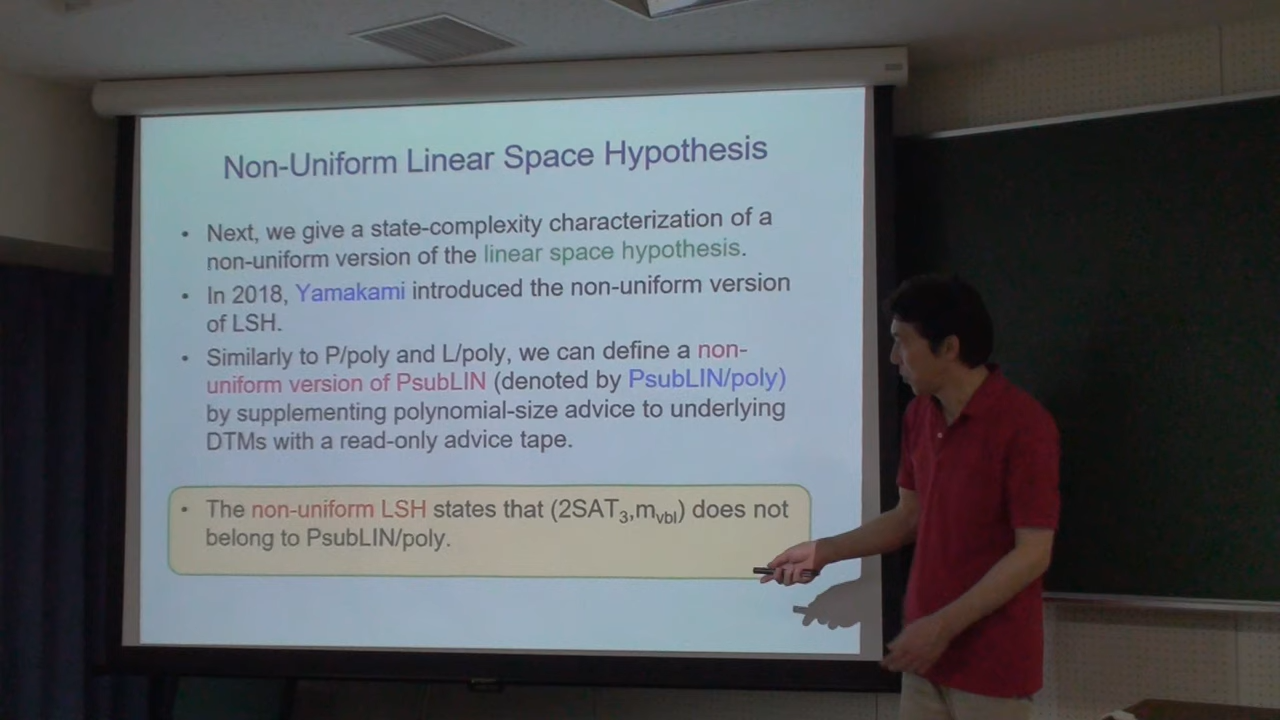 Non-Uniform Linear Space Hypothesis
• Next, we give a state-complexity characterization of a
non-uniform version of the linear space hypothesis.
• In 2018, Yamakami introduced the non-uniform version
of LSH.
• Similarly to P/poly and L/poly, we can define a non-
uniform version of PsubLIN (denoted by PsubLIN/poly)
by supplementing polynomial-size advice to underlying
DTMs with a read-only advice tape.
• The non-uniform LSH states that (2SAT₃,m_vbl) does not
belong to PsubLIN/poly.